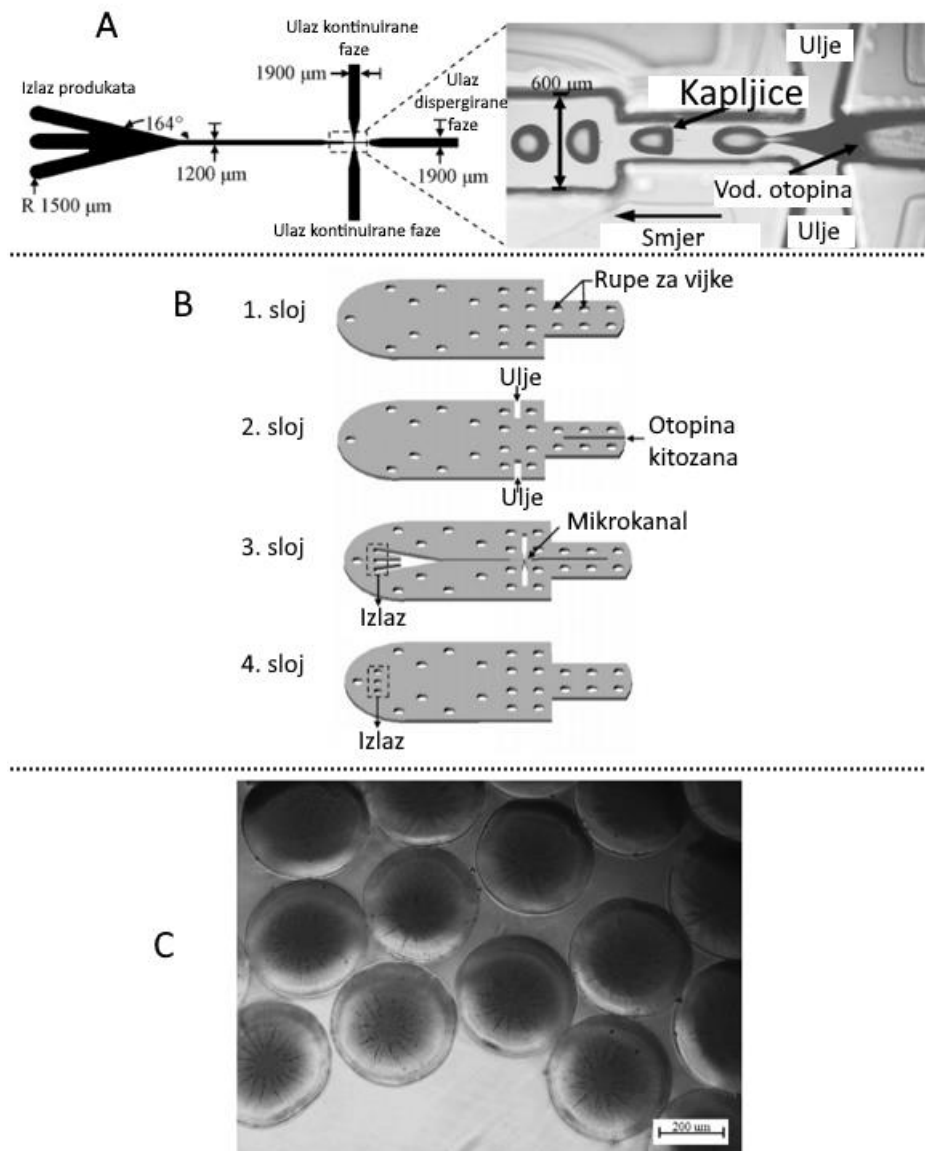 A
Ulaz kontinuirane
faze
1900 µm
Ulaz
dispergirane
faze
Izlaz produkata
164°
1200 µm
1900 µm
R 1500 µm
Ulaz kontinuirane faze
Ulje
600 µm
Kapljice
Vod. otopina
Smjer
Ulje
B
1. sloj
Rupe za vijke
Ulje
2. sloj
Otopina
kitozana
Ulje
3. sloj
Mikrokanal
Izlaz
4. sloj
Izlaz
C
200 um